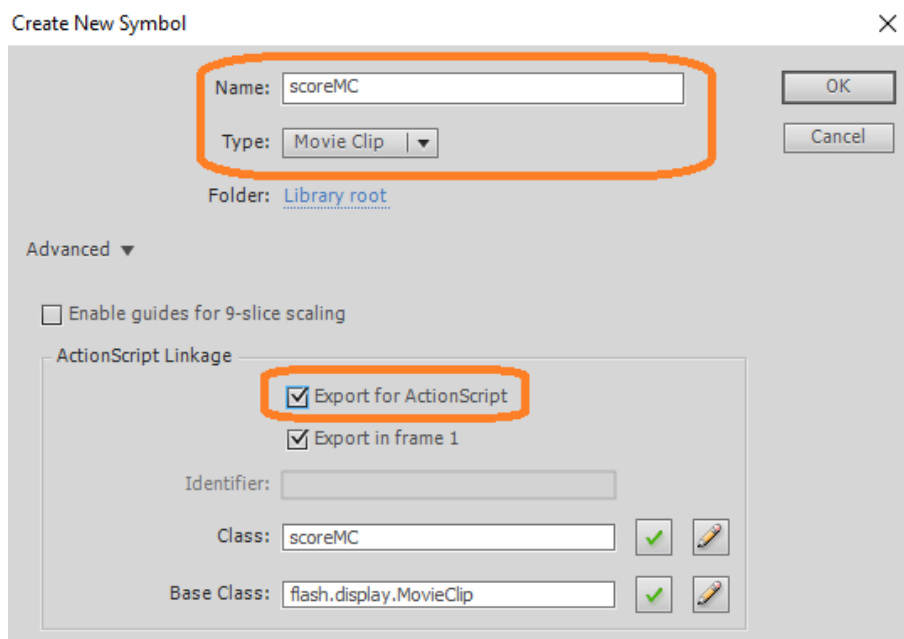 Create New Symbol
Name: scoreMC
OK
Type: Movie Clip
Cancel
Folder: Library root
Advanced
Enable guides for 9-slice scaling
ActionScript Linkage
Export for ActionScript
Export in frame 1
Identifier:
Class: scoreMC
Base Class: flash.display.MovieClip